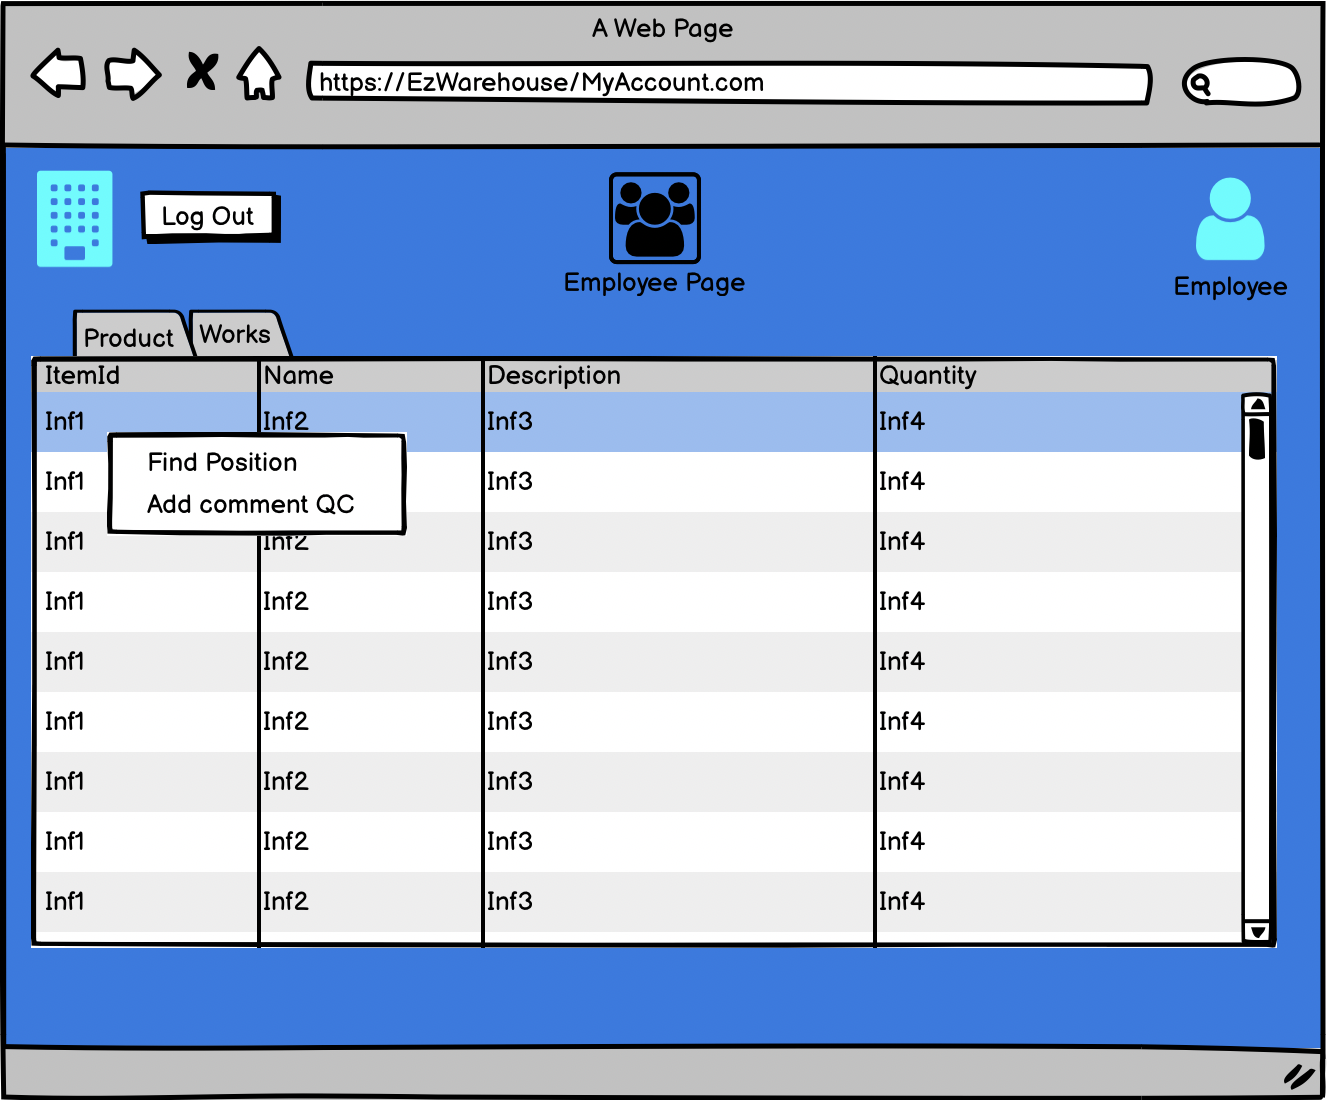 A Web Page
https://EzWarehouse/MyAccount.com
Log Out
Employee Page
Employee
Product Works
ItemId Name Description Quantity
Inf1 Inf2 Inf3 Inf4
Find Position
Inf1 Inf3 Inf4
Add comment QC
Inf1 Inf2 Inf3 Inf4
Inf1 Inf2 Inf3 Inf4
Inf1 Inf2 Inf3 Inf4
Inf1 Inf2 Inf3 Inf4
Inf1 Inf2 Inf3 Inf4
Inf1 Inf2 Inf3 Inf4
Inf1 Inf2 Inf3 Inf4